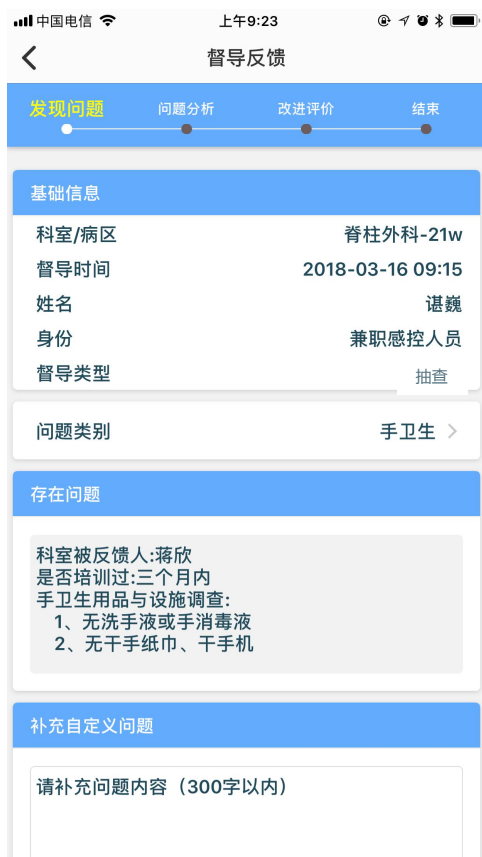 中国电信 上午9:23
督导反馈
发现问题 问题分析 改进评价 结束
基础信息
科室/病区 脊柱外科-21w
督导时间 2018-03-16 09:15
姓名 谌巍
身份 兼职感控人员
督导类型 抽查
问题类别 手卫生
存在问题
科室被反馈人:蒋欣
是否培训过:三个月内
手卫生用品与设施调查:
1、无洗手液或手消毒液
2、无干手纸巾、干手机
补充自定义问题
请补充问题内容（300字以内）